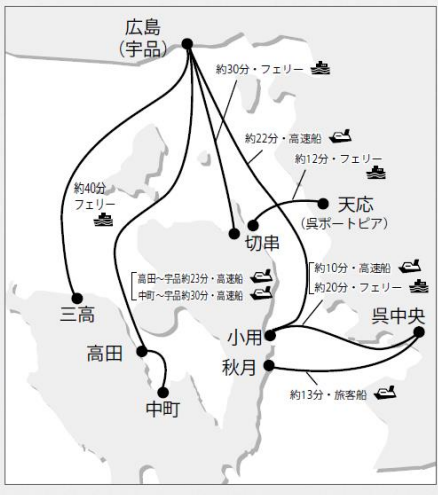 広島
（宇品）
約30分・フェリー
約22分・高速船
約12分・フェリー
約40分
フェリー
天応
（呉ポートピア）
切串
高田〜宇品約23分・高速船
中町〜宇品約30分・高速船
約10分・高速船
約20分・フェリー
三高
小用
呉中央
高田
秋月
中町
約13分・旅客船